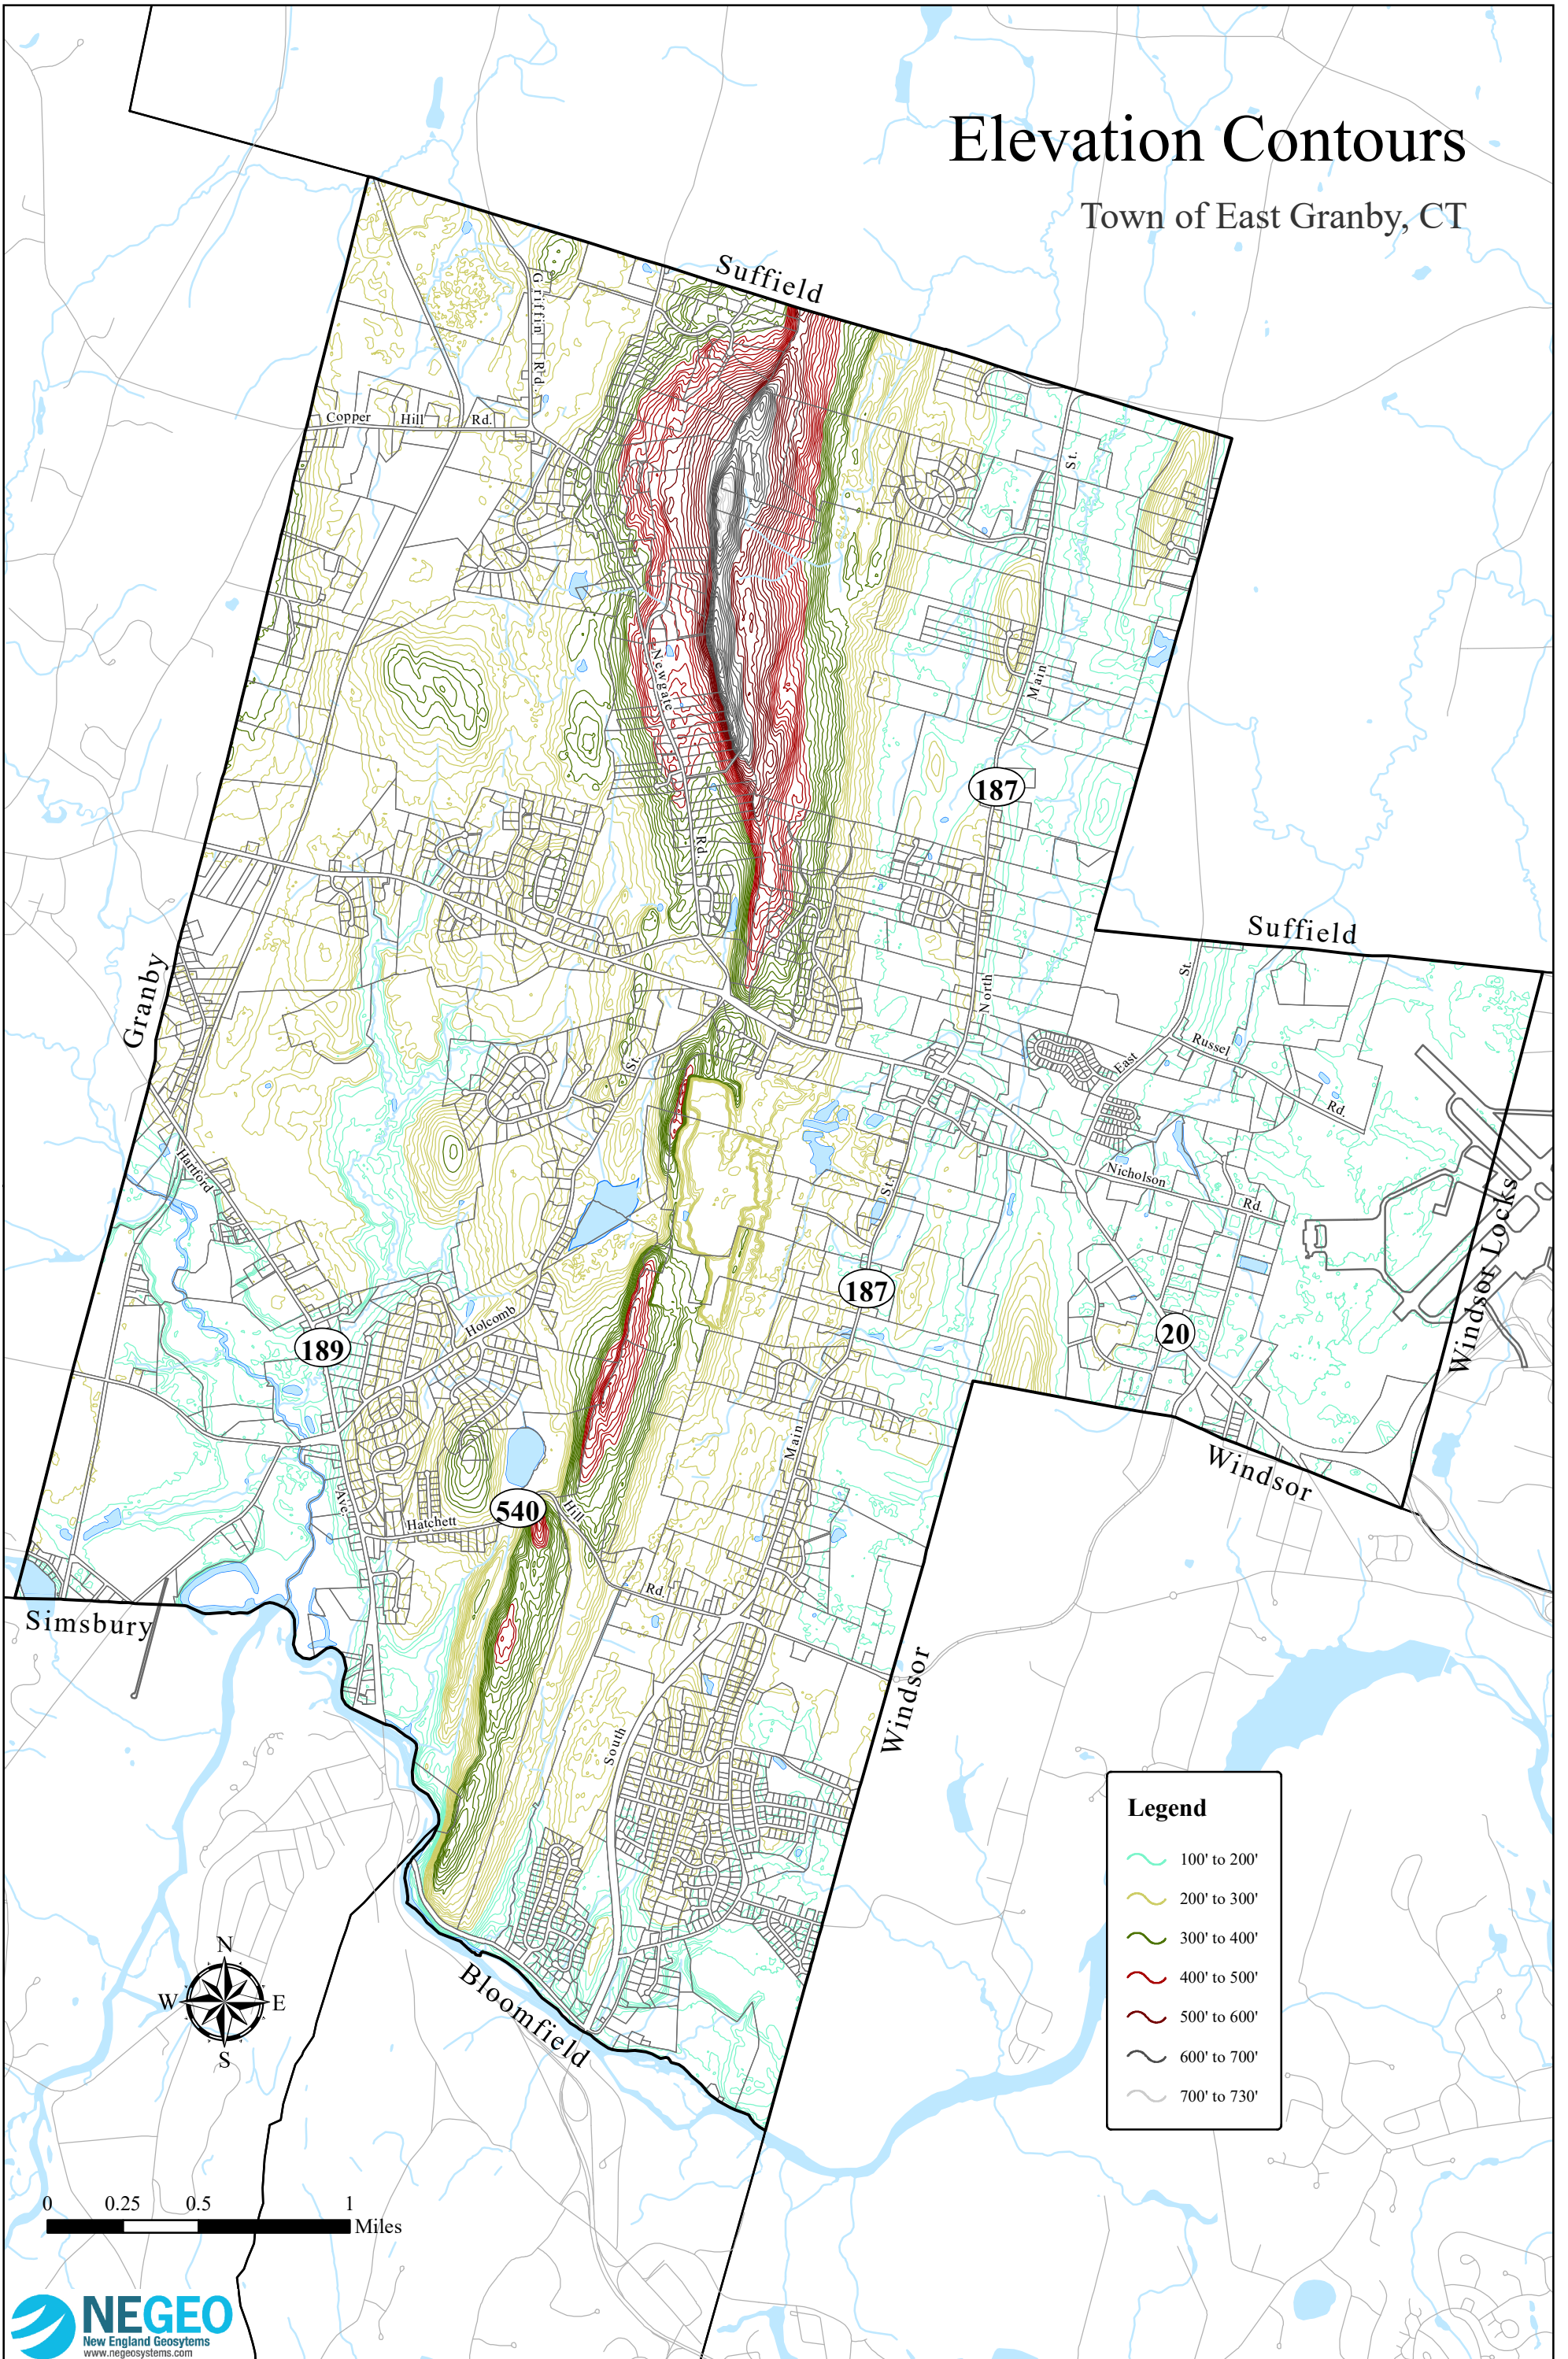 Elevation Contours
Town of East Granby, CT
Suffield
Griffin Rd.
Copper Hill Rd.
St.
Newgate
Main
187
Rd.
Suffield
Granby
North
St.
St.
East
Russel
Rd.
Hartford
Nicholson
Rd.
St.
Windsor Locks
187
20
Holcomb
189
Main
Windsor
540
Hill
Ave.
Hatchett
Rd
Simsbury
Windsor
South
Legend
100' to 200'
200' to 300'
300' to 400'
400' to 500'
500' to 600'
600' to 700'
700' to 730'
N
W E
S
Bloomfield
0 0.25 0.5 1
Miles
NEGEO
New England Geosytems
www.negeosystems.com